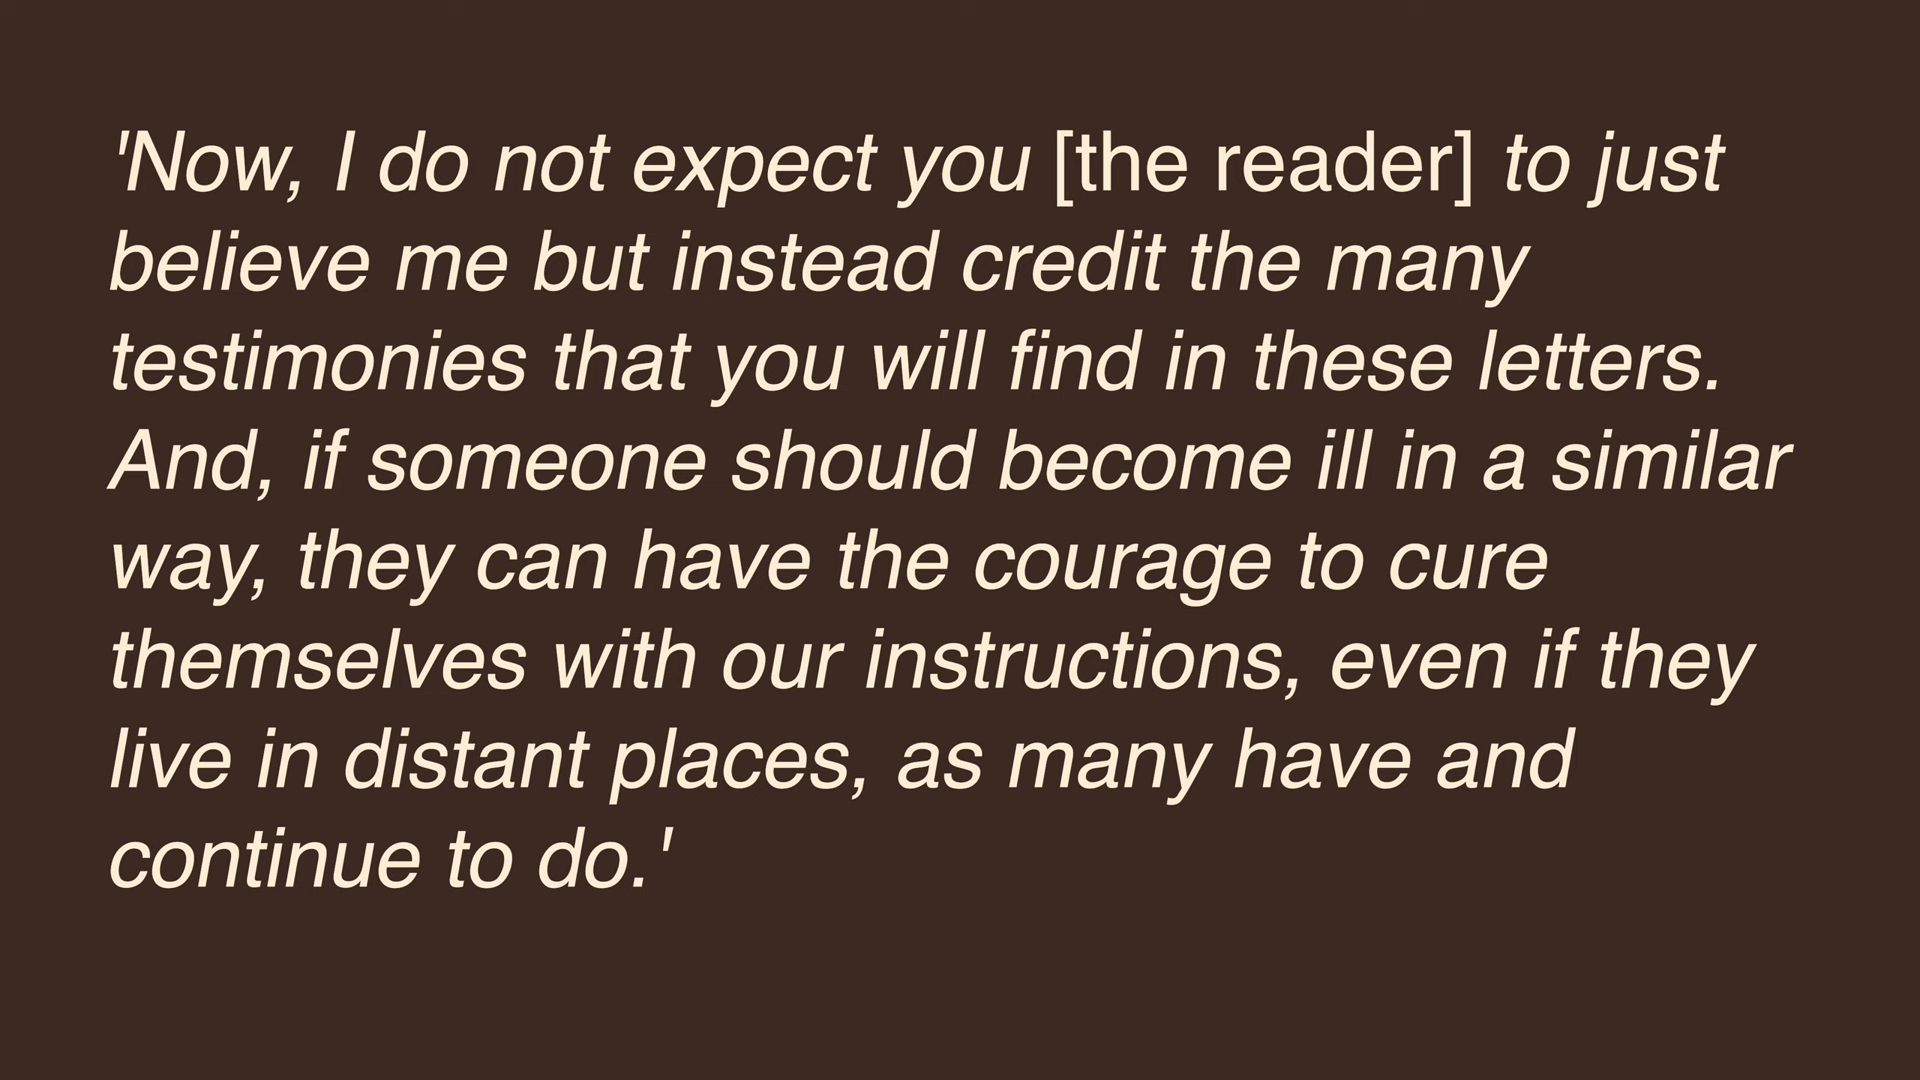 'Now, I do not expect you [the reader] to just
believe me but instead credit the many
testimonies that you will find in these letters.
And, if someone should become ill in a similar
way, they can have the courage to cure
themselves with our instructions, even if they
live in distant places, as many have and
continue to do.'